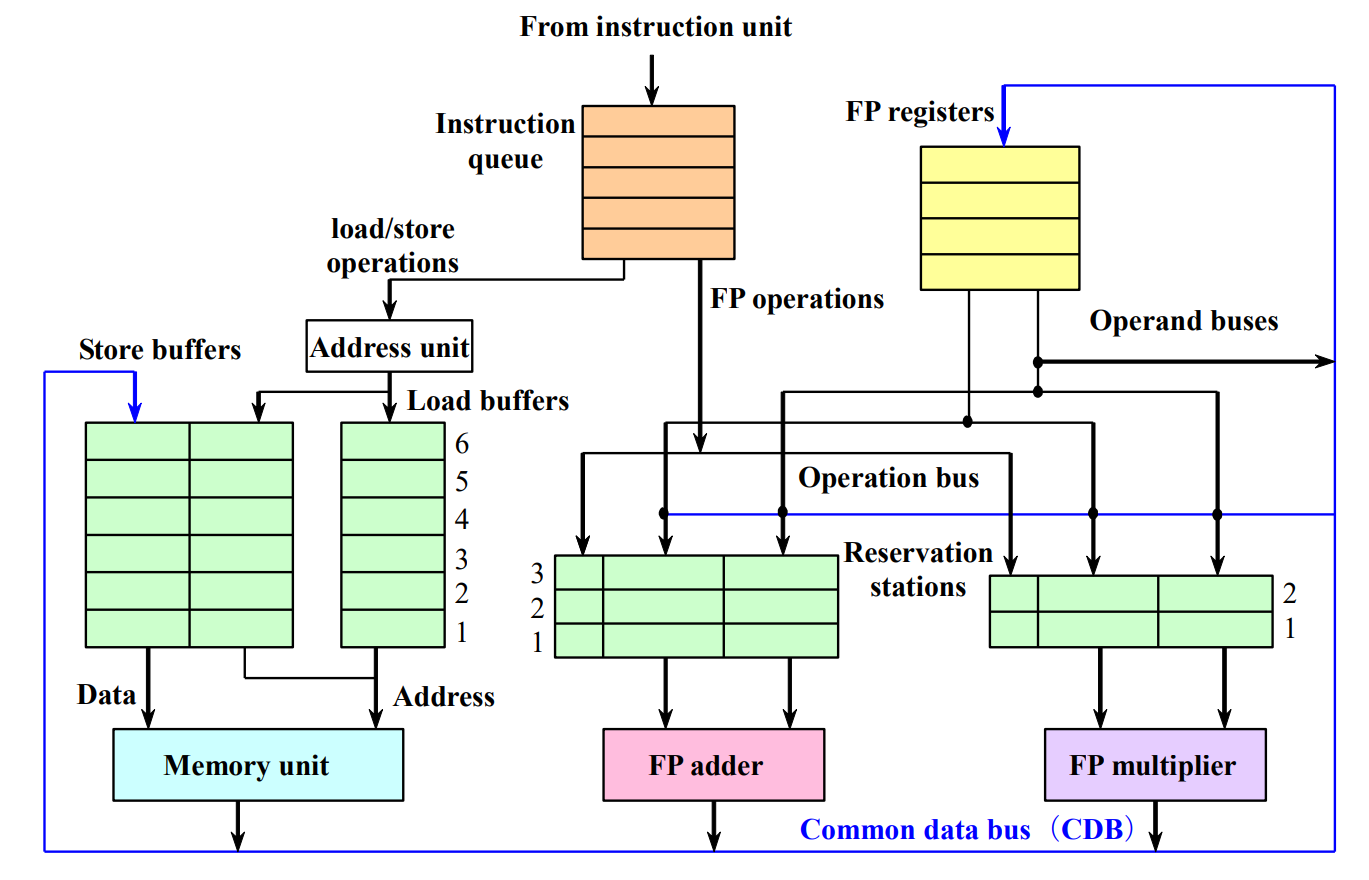 From instruction unit
Instruction
queue
FP registers
load/store
operations
FP operations
Operand buses
Store buffers
Address unit
Load buffers
6
5
4
3
2
1
Operation bus
Reservation
stations
3
2
1
2
1
Data
Address
Memory unit
FP adder
FP multiplier
Common data bus（CDB）